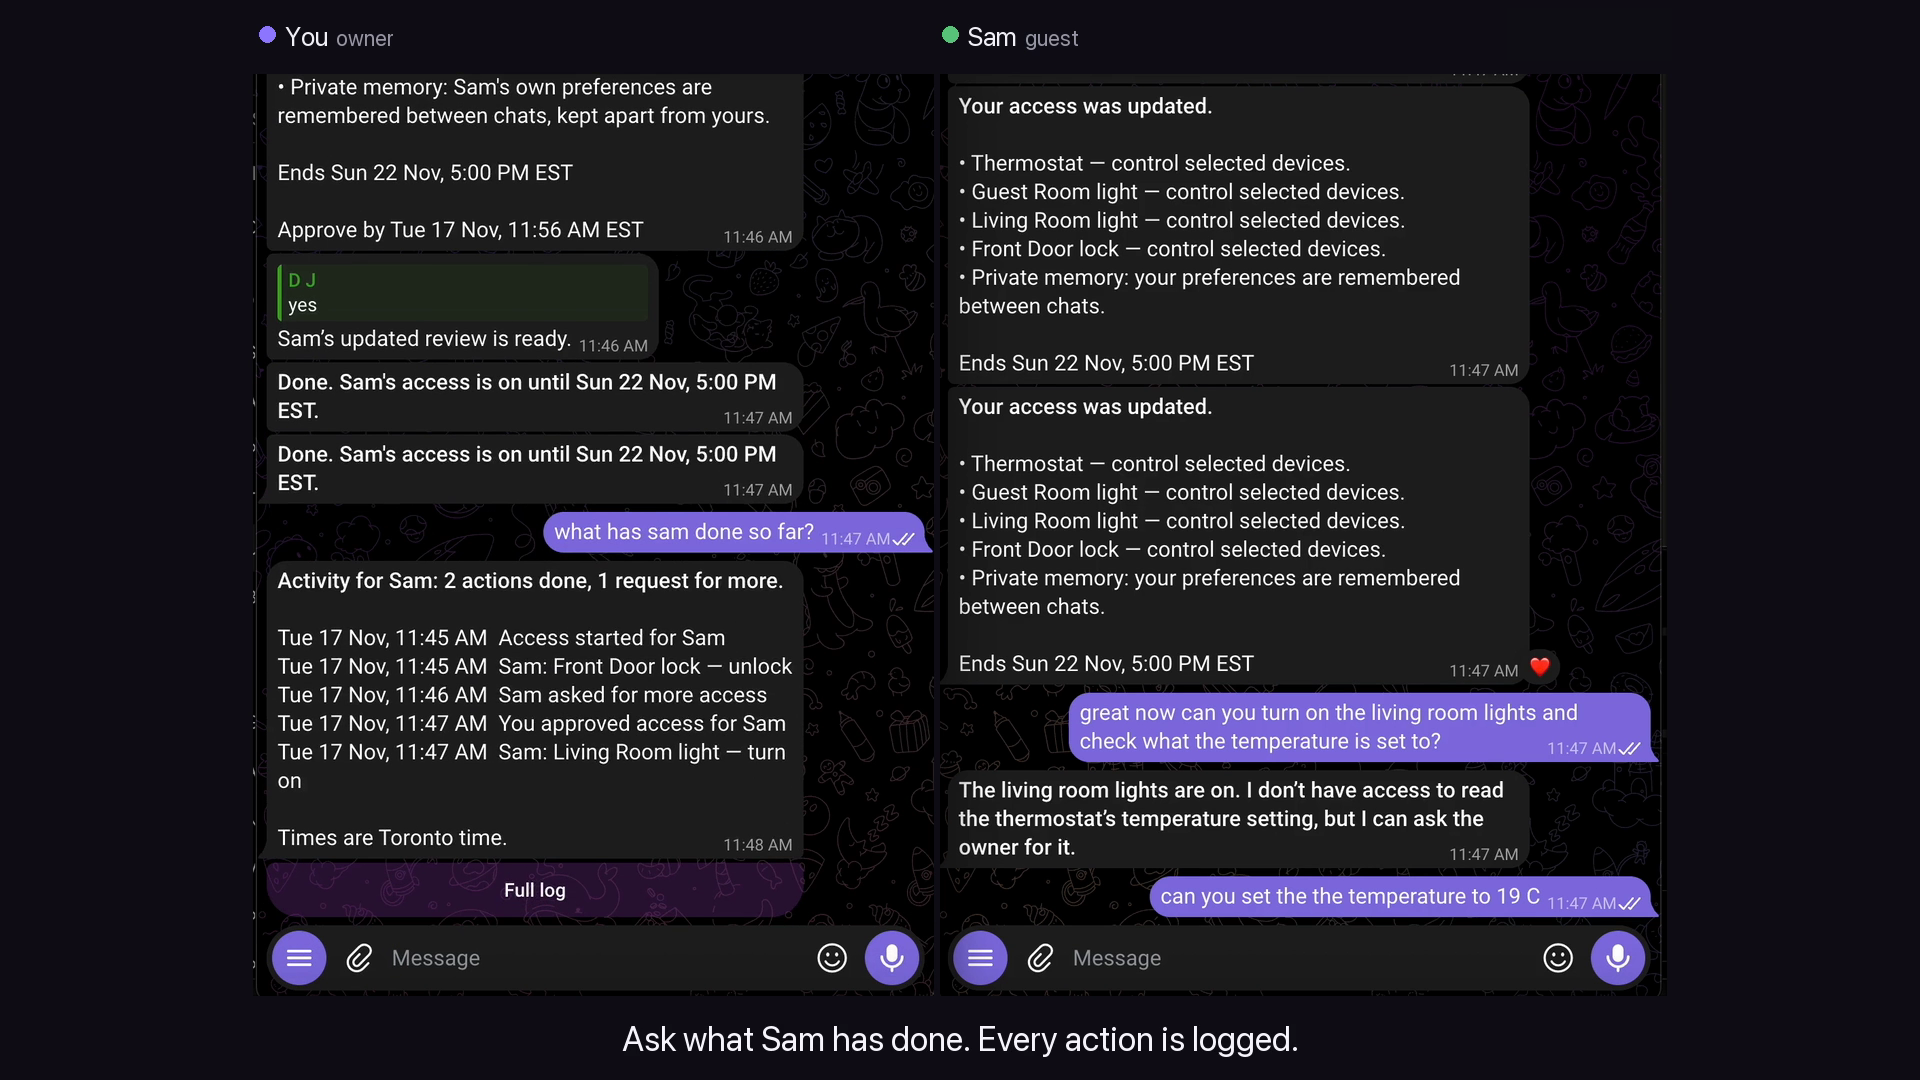 You owner
• Private memory: Sam's own preferences are
remembered between chats, kept apart from yours.
Ends Sun 22 Nov, 5:00 PM EST
Approve by Tue 17 Nov, 11:56 AM EST
11:46 AM
D J
yes
Sam’s updated review is ready. 11:46 AM
Done. Sam's access is on until Sun 22 Nov, 5:00 PM
EST.
11:47 AM
Done. Sam's access is on until Sun 22 Nov, 5:00 PM
EST.
11:47 AM
what has sam done so far? 11:47 AM
Activity for Sam: 2 actions done, 1 request for more.
Tue 17 Nov, 11:45 AM Access started for Sam
Tue 17 Nov, 11:45 AM Sam: Front Door lock — unlock
Tue 17 Nov, 11:46 AM Sam asked for more access
Tue 17 Nov, 11:47 AM You approved access for Sam
Tue 17 Nov, 11:47 AM Sam: Living Room light — turn
on
Times are Toronto time.
11:48 AM
Full log
Message
Sam guest
Your access was updated.
• Thermostat — control selected devices.
• Guest Room light — control selected devices.
• Living Room light — control selected devices.
• Front Door lock — control selected devices.
• Private memory: your preferences are remembered
between chats.
Ends Sun 22 Nov, 5:00 PM EST
11:47 AM
Your access was updated.
• Thermostat — control selected devices.
• Guest Room light — control selected devices.
• Living Room light — control selected devices.
• Front Door lock — control selected devices.
• Private memory: your preferences are remembered
between chats.
Ends Sun 22 Nov, 5:00 PM EST
11:47 AM
great now can you turn on the living room lights and
check what the temperature is set to?
11:47 AM
The living room lights are on. I don’t have access to read
the thermostat’s temperature setting, but I can ask the
owner for it.
11:47 AM
can you set the the temperature to 19 C 11:47 AM
Message
Ask what Sam has done. Every action is logged.